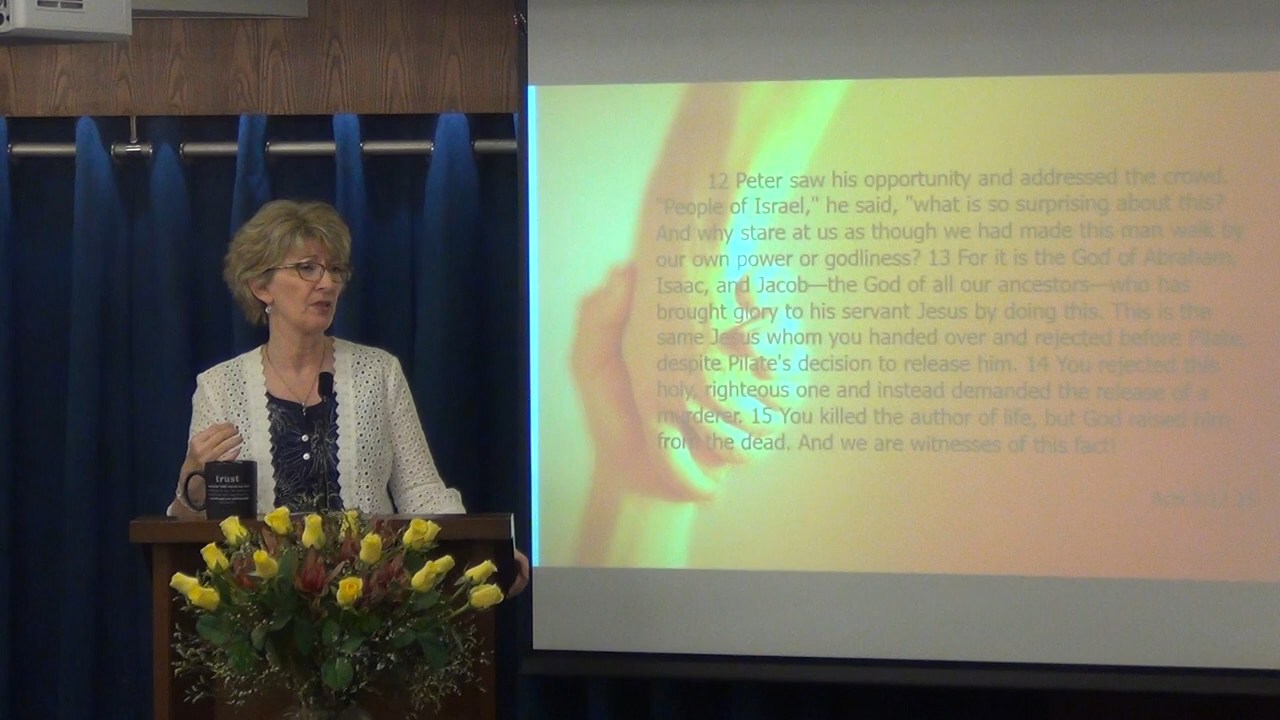 12 Peter saw his opportunity and addressed the crowd.
"People of Israel," he said, "what is so surprising about this?
And why stare at us as though we had made this man walk by
our own power or godliness? 13 For it is the God of Abraham,
Isaac, and Jacob—the God of all our ancestors—who has
brought glory to his servant Jesus by doing this. This is the
same Jesus whom you handed over and rejected before Pilate,
despite Pilate's decision to release him. 14 You rejected this
holy, righteous one and instead demanded the release of a
murderer. 15 You killed the author of life, but God raised him
from the dead. And we are witnesses of this fact!
Acts
trust